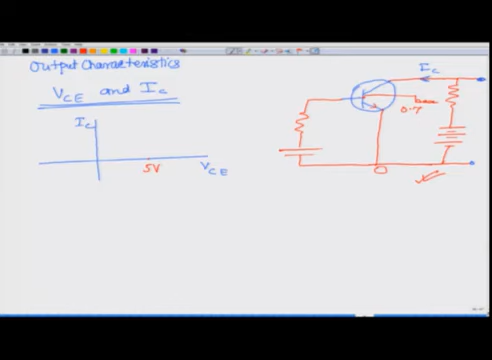 Output Characteristics
VCE and Ic
Ic
5V
VCE
Ic
0.7
0